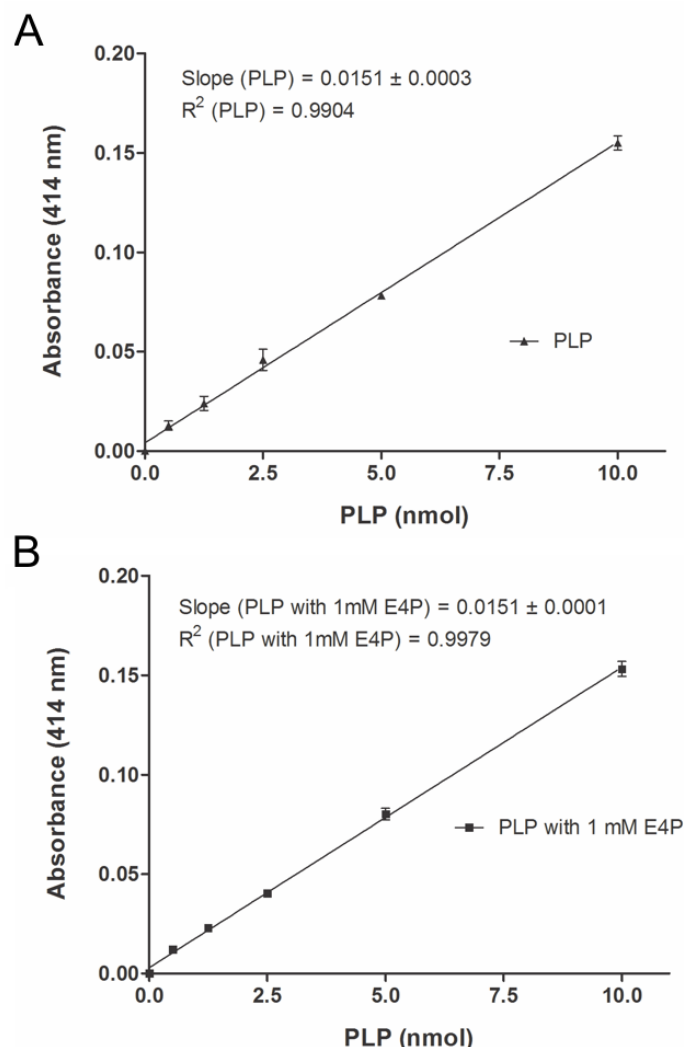 A
Slope (PLP) = 0.0151 ± 0.0003
R² (PLP) = 0.9904
Absorbance (414 nm)
0.20
0.15
0.10
0.05
0.00
PLP
0.0 2.5 5.0 7.5 10.0
PLP (nmol)
B
Slope (PLP with 1mM E4P) = 0.0151 ± 0.0001
R² (PLP with 1mM E4P) = 0.9979
Absorbance (414 nm)
0.20
0.15
0.10
0.05
0.00
PLP with 1 mM E4P
0.0 2.5 5.0 7.5 10.0
PLP (nmol)